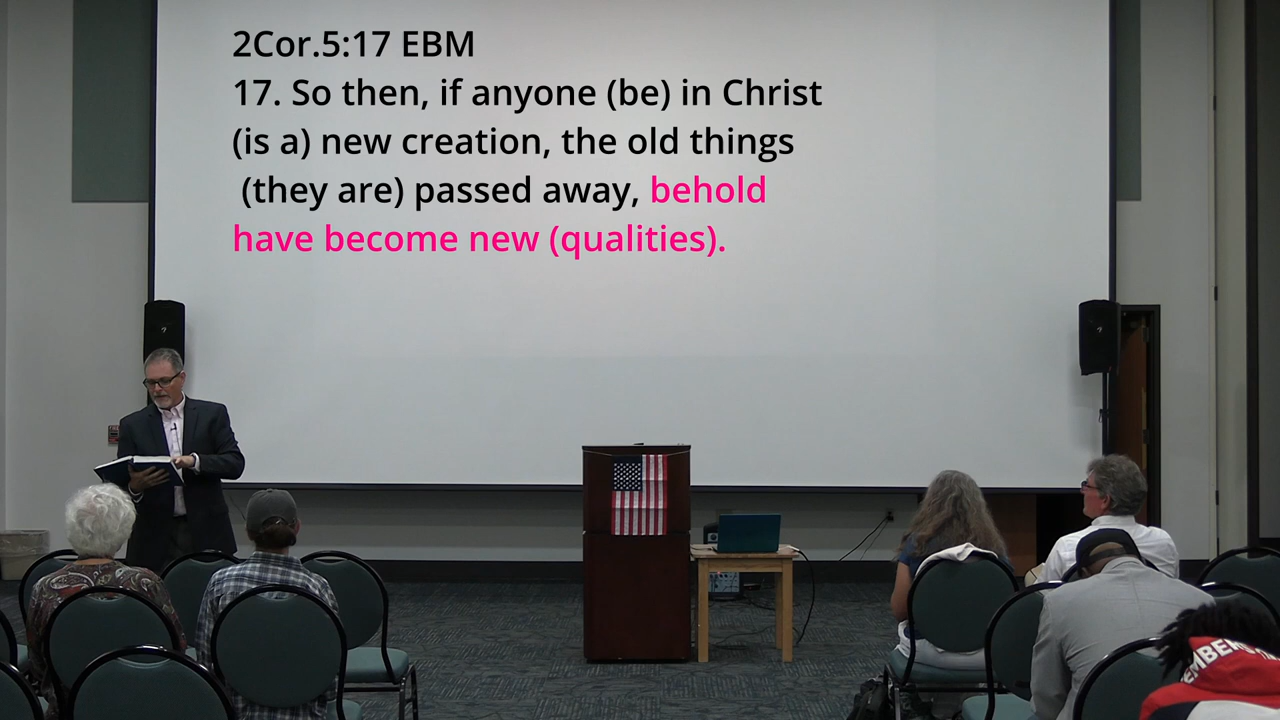 2Cor.5:17 EBM
17. So then, if anyone (be) in Christ
(is a) new creation, the old things
(they are) passed away, behold
have become new (qualities).
EMBER